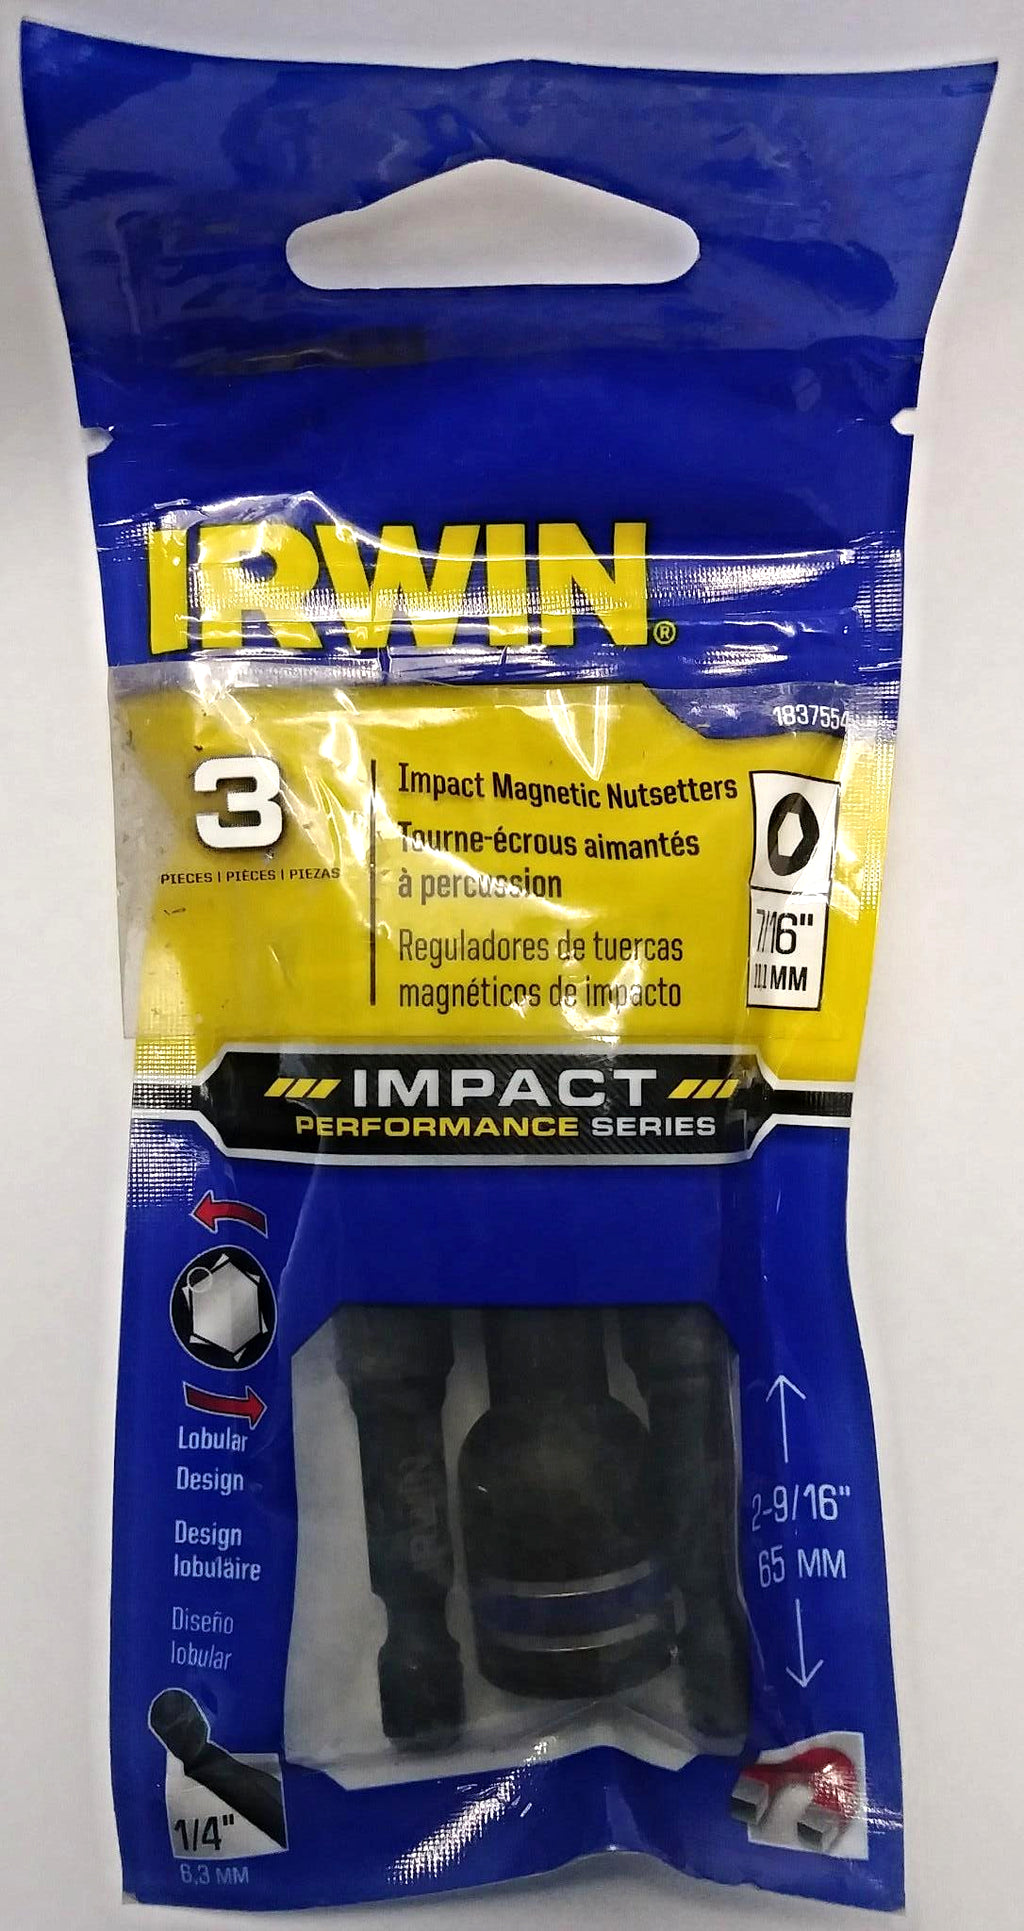 IRWIN®
1837554
3
PIECES | PIÈCES | PIEZAS
Impact Magnetic Nutsetters
Tourne-écrous aimantés
à percussion
Reguladores de tuercas
magnéticos de impacto
7/16"
11.1 MM
IMPACT
PERFORMANCE SERIES
Lobular
Design
Design
lobuläire
Diseño
lobular
IRWIN
2-9/16"
65 MM
1/4"
6,3 MM